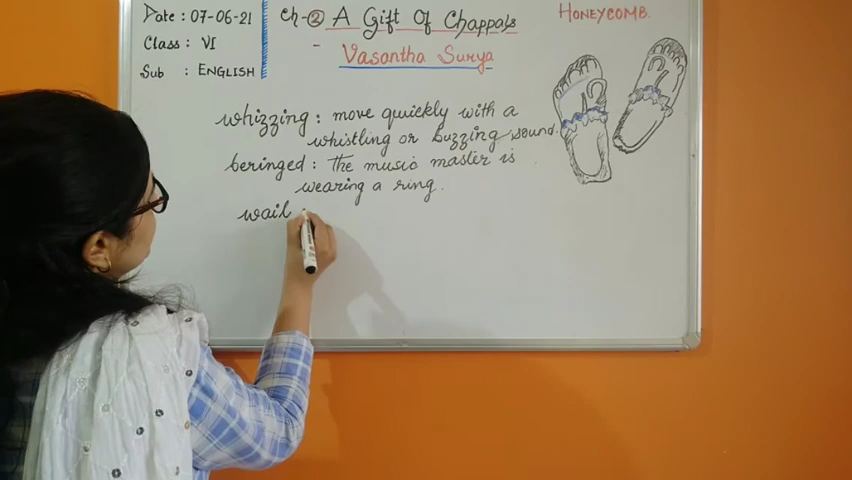 Date : 07-06-21
Class : VI
Sub : ENGLISH
Ch-② A Gift Of Chappals
- Vasantha Surya
HONEYCOMB.
whizzing : move quickly with a
whistling or buzzing sound.
beringed : the music master is
wearing a ring.
wail